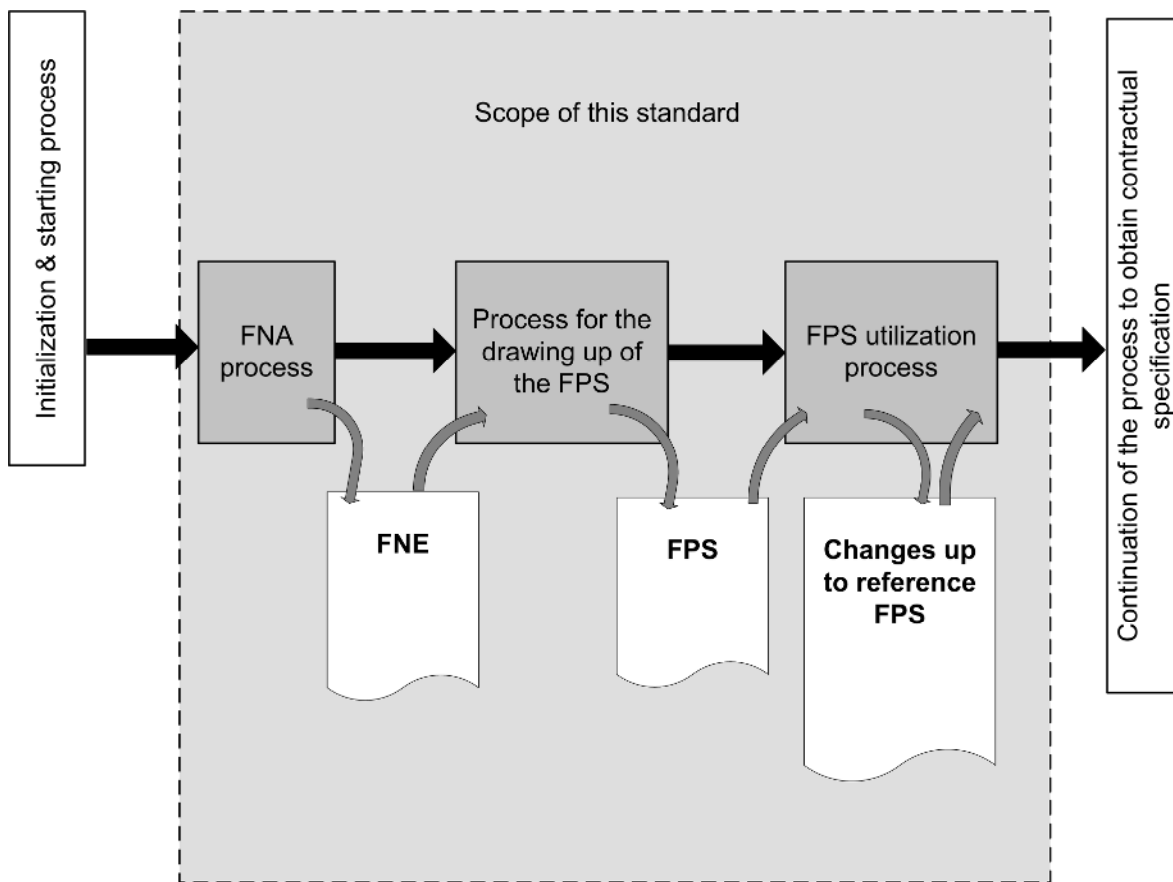 Initialization & starting process
Scope of this standard
FNA
process
Process for the
drawing up of
the FPS
FPS utilization
process
FNE
FPS
Changes up
to reference
FPS
Continuation of the process to obtain contractual
specification